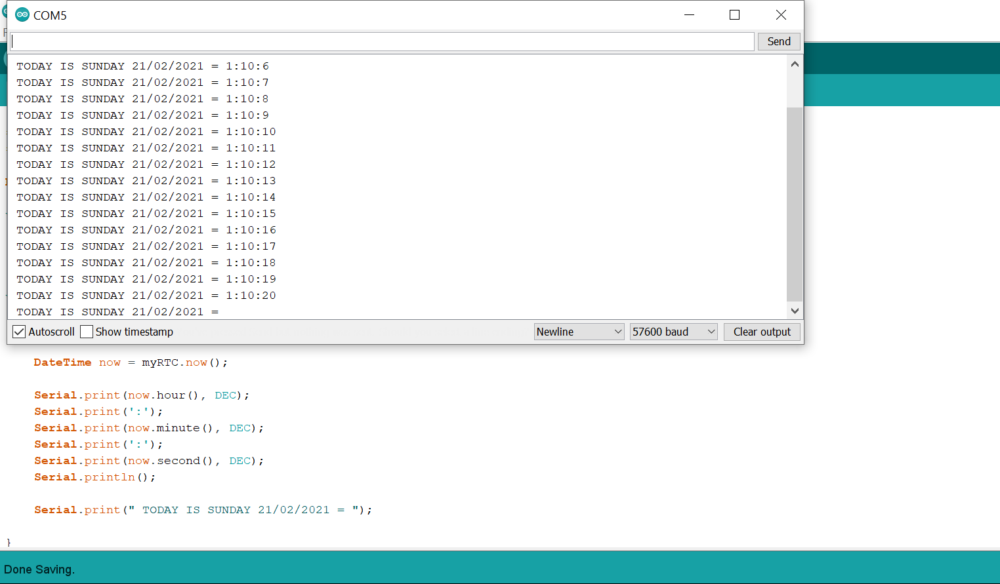 COM5
Send
TODAY IS SUNDAY 21/02/2021 = 1:10:6
TODAY IS SUNDAY 21/02/2021 = 1:10:7
TODAY IS SUNDAY 21/02/2021 = 1:10:8
TODAY IS SUNDAY 21/02/2021 = 1:10:9
TODAY IS SUNDAY 21/02/2021 = 1:10:10
TODAY IS SUNDAY 21/02/2021 = 1:10:11
TODAY IS SUNDAY 21/02/2021 = 1:10:12
TODAY IS SUNDAY 21/02/2021 = 1:10:13
TODAY IS SUNDAY 21/02/2021 = 1:10:14
TODAY IS SUNDAY 21/02/2021 = 1:10:15
TODAY IS SUNDAY 21/02/2021 = 1:10:16
TODAY IS SUNDAY 21/02/2021 = 1:10:17
TODAY IS SUNDAY 21/02/2021 = 1:10:18
TODAY IS SUNDAY 21/02/2021 = 1:10:19
TODAY IS SUNDAY 21/02/2021 = 1:10:20
TODAY IS SUNDAY 21/02/2021 =
Autoscroll Show timestamp Newline 57600 baud Clear output
DateTime now = myRTC.now();
Serial.print(now.hour(), DEC);
Serial.print(':');
Serial.print(now.minute(), DEC);
Serial.print(':');
Serial.print(now.second(), DEC);
Serial.println();
Serial.print(" TODAY IS SUNDAY 21/02/2021 = ");
}
Done Saving.